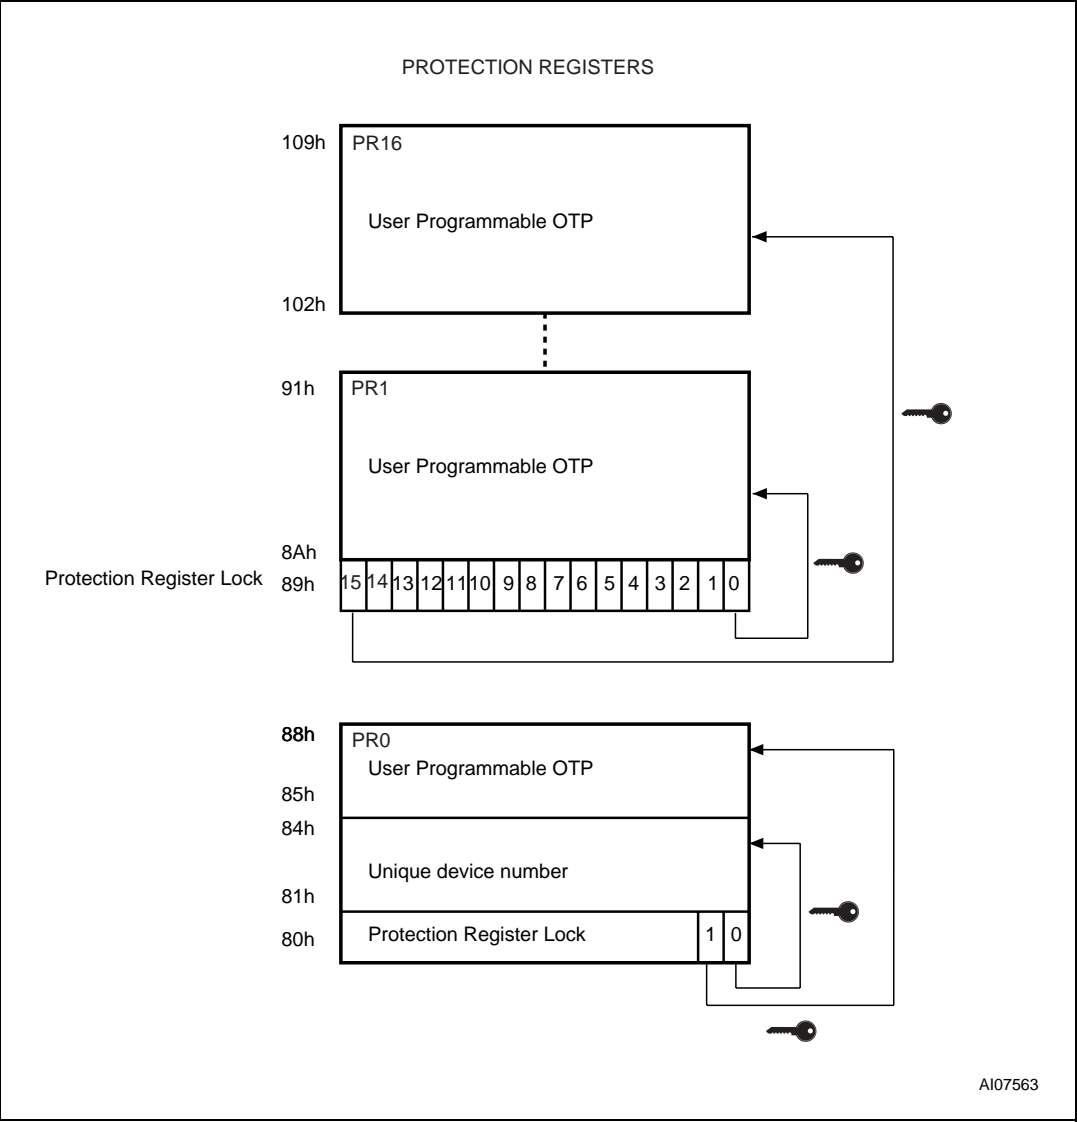 PROTECTION REGISTERS
109h
PR16
User Programmable OTP
102h
91h
PR1
User Programmable OTP
8Ah
Protection Register Lock 89h 15 14 13 12 11 10 9 8 7 6 5 4 3 2 1 0
88h
PR0
User Programmable OTP
85h
84h
Unique device number
81h
80h Protection Register Lock 1 0
AI07563